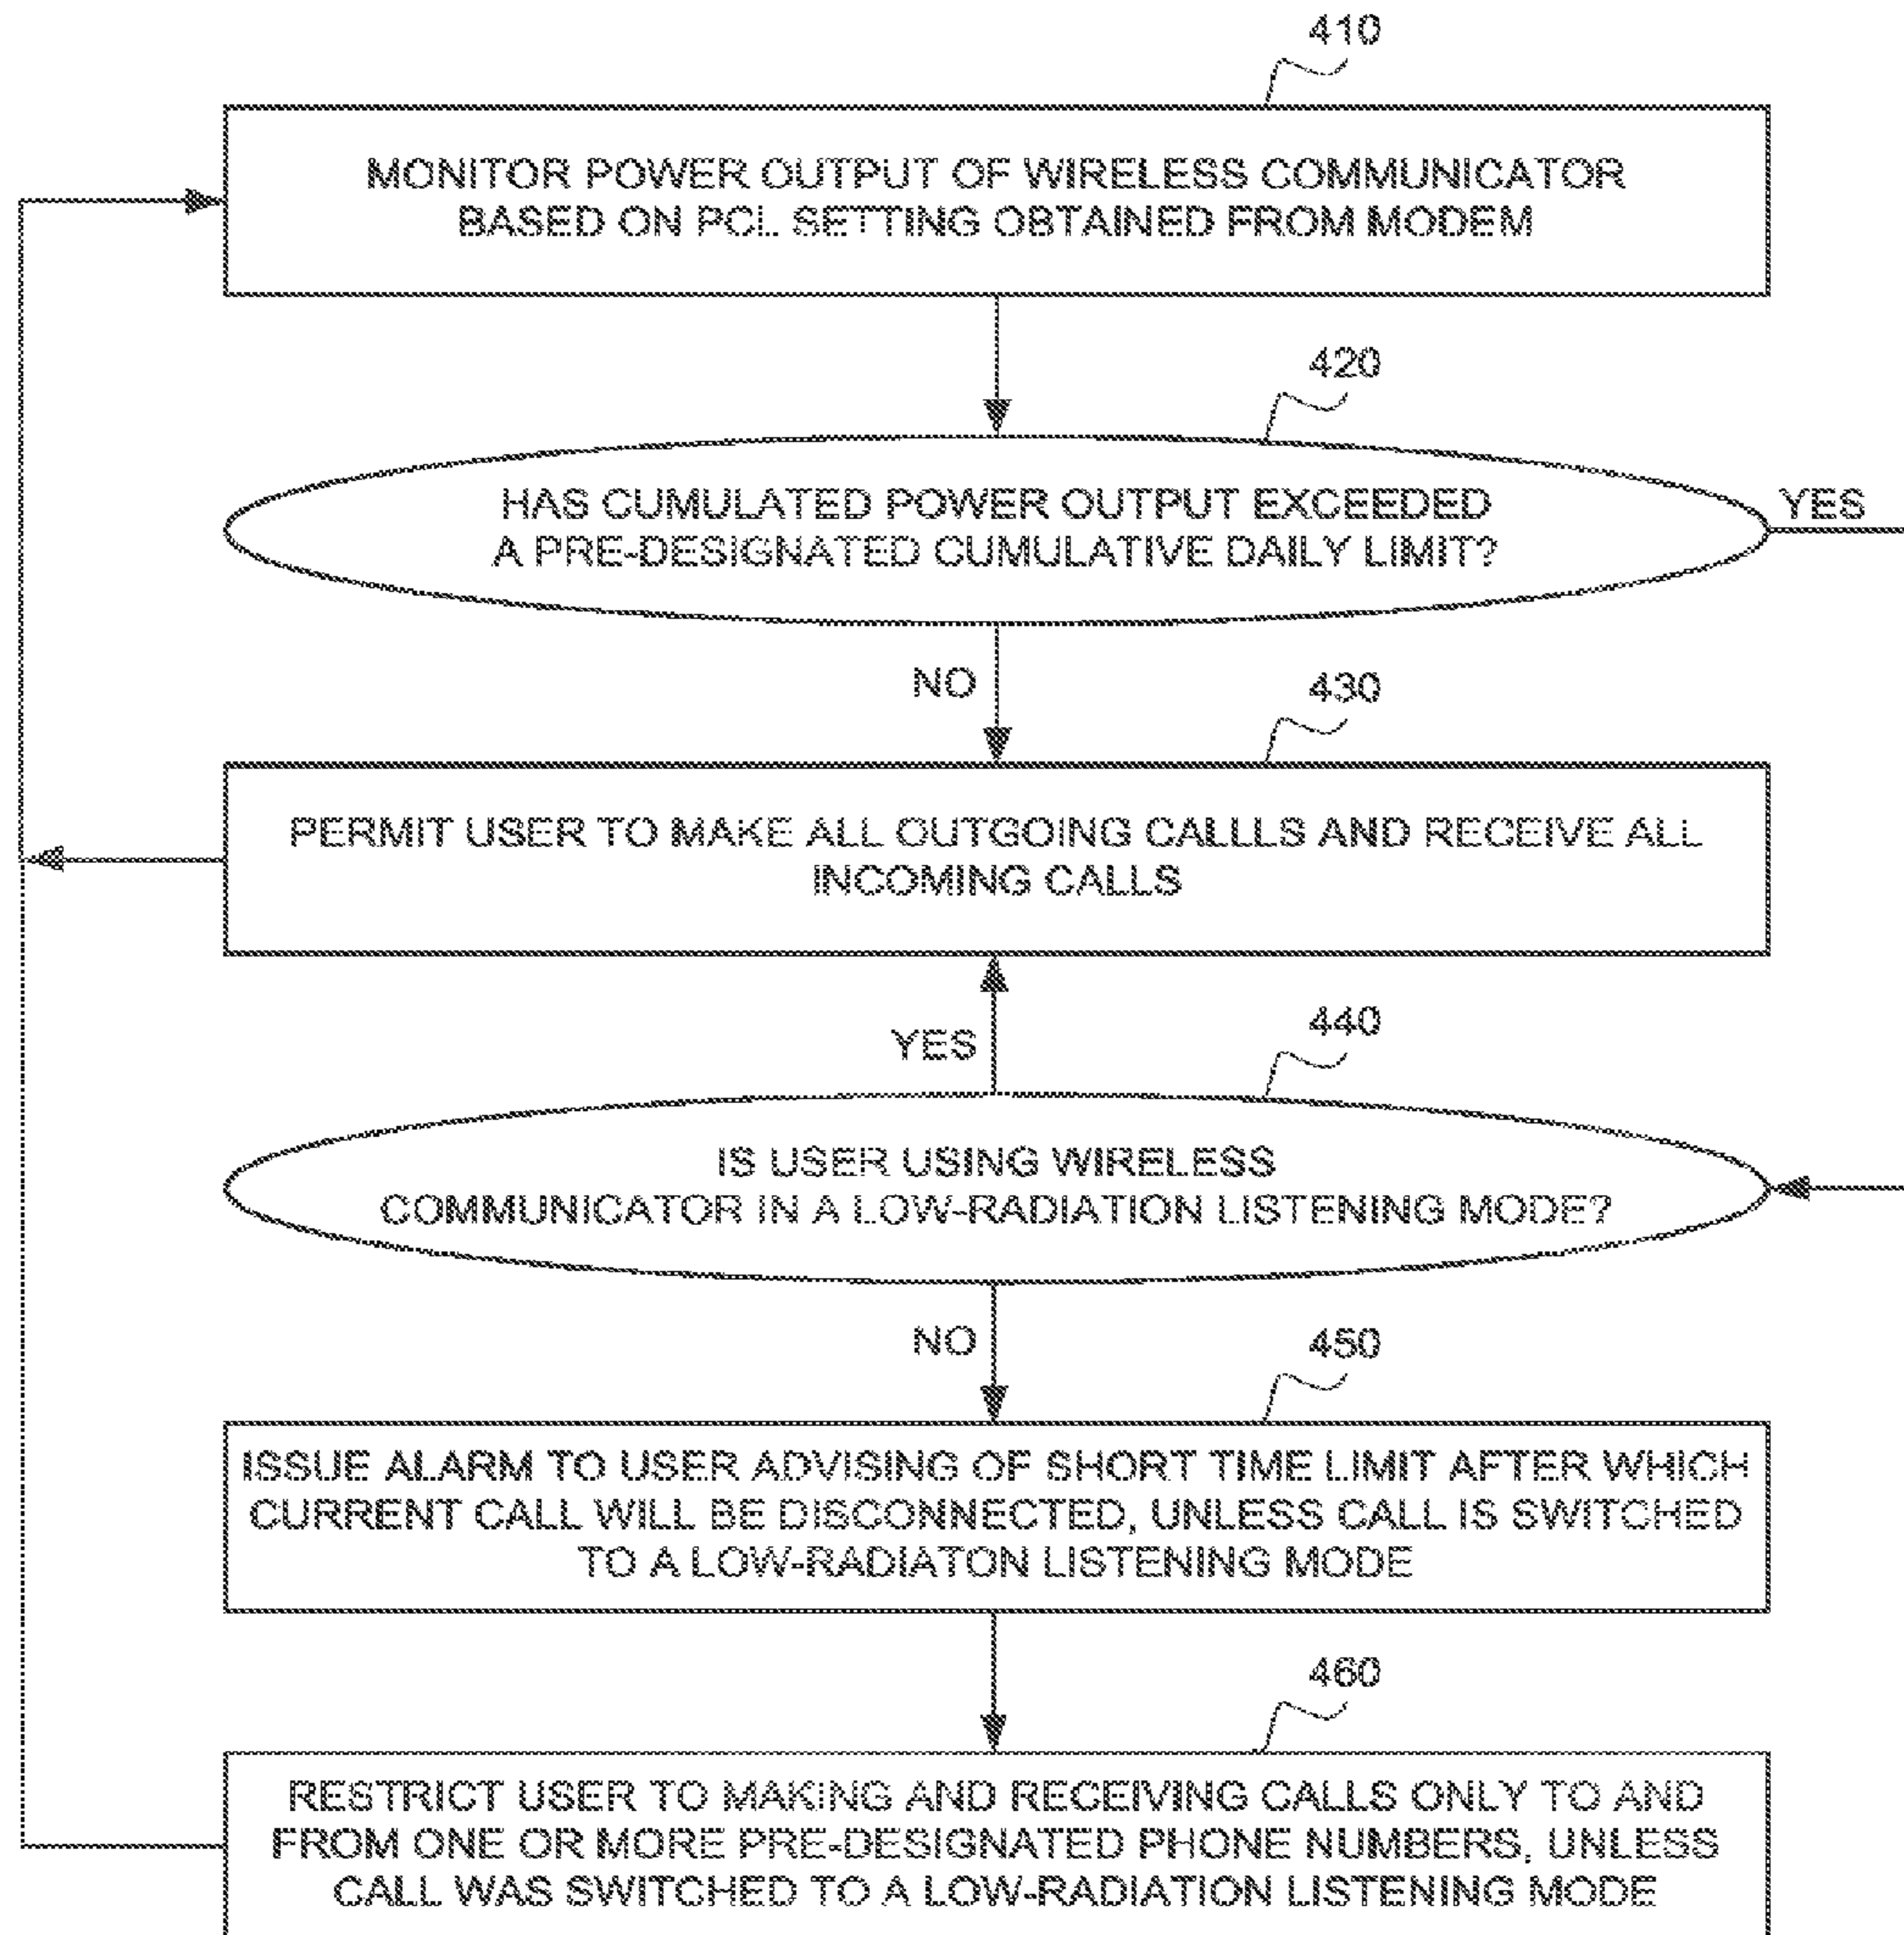 410
MONITOR POWER OUTPUT OF WIRELESS COMMUNICATOR
BASED ON PCL SETTING OBTAINED FROM MODEM
420
HAS CUMULATED POWER OUTPUT EXCEEDED
A PRE-DESIGNATED CUMULATIVE DAILY LIMIT?
YES
NO
430
PERMIT USER TO MAKE ALL OUTGOING CALLLS AND RECEIVE ALL
INCOMING CALLS
YES
440
IS USER USING WIRELESS
COMMUNICATOR IN A LOW-RADIATION LISTENING MODE?
NO
450
ISSUE ALARM TO USER ADVISING OF SHORT TIME LIMIT AFTER WHICH
CURRENT CALL WILL BE DISCONNECTED, UNLESS CALL IS SWITCHED
TO A LOW-RADIATON LISTENING MODE
460
RESTRICT USER TO MAKING AND RECEIVING CALLS ONLY TO AND
FROM ONE OR MORE PRE-DESIGNATED PHONE NUMBERS, UNLESS
CALL WAS SWITCHED TO A LOW-RADIATION LISTENING MODE